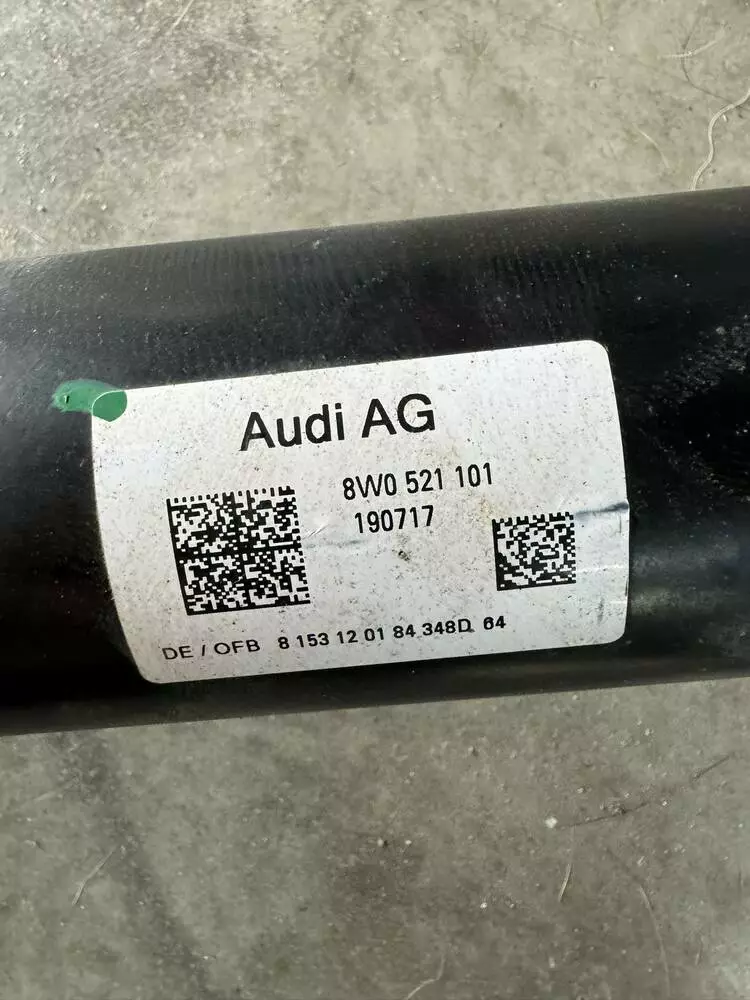 Audi AG
8W0 521 101
190717
DE / OFB 8 153 12 01 84 348D 64